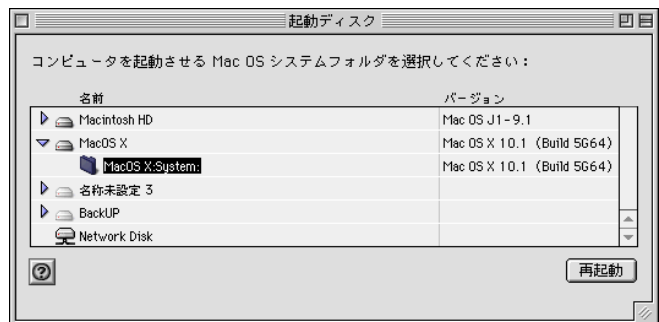 起動ディスク
コンピュータを起動させる Mac OS システムフォルダを選択してください：
名前 バージョン
Macintosh HD Mac OS J1-9.1
MacOS X Mac OS X 10.1 (Build 5G64)
MacOS X:System: Mac OS X 10.1 (Build 5G64)
名称未設定 3
BackUP
Network Disk
?
再起動